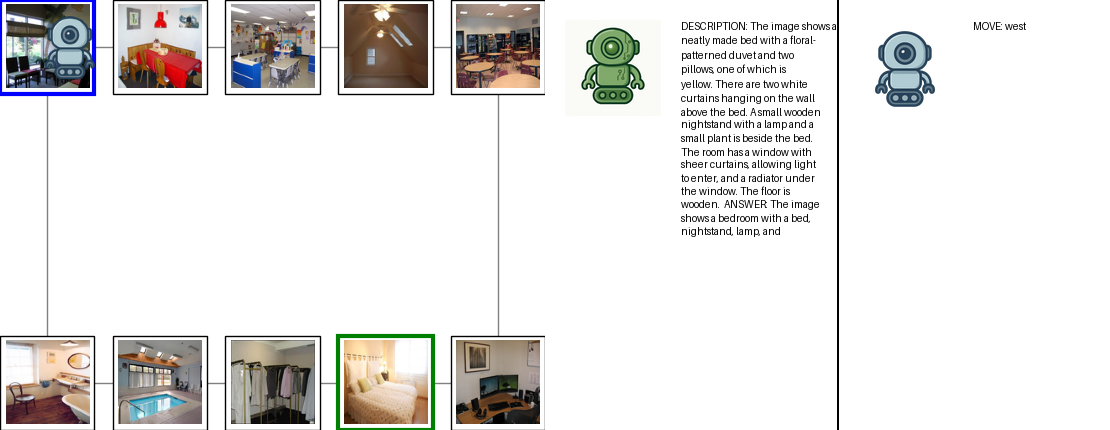 DESCRIPTION: The image shows a
neatly made bed with a floral-
patterned duvet and two
pillows, one of which is
yellow. There are two white
curtains hanging on the wall
above the bed. A small wooden
nightstand with a lamp and a
small plant is beside the bed.
The room has a window with
sheer curtains, allowing light
to enter, and a radiator under
the window. The floor is
wooden. ANSWER: The image
shows a bedroom with a bed,
nightstand, lamp, and
MOVE: west